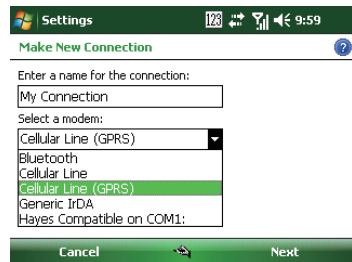 Settings 123 9:59
Make New Connection ?
Enter a name for the connection:
My Connection
Select a modem:
Cellular Line (GPRS)
Bluetooth
Cellular Line
Cellular Line (GPRS)
Generic IrDA
Hayes Compatible on COM1:
Cancel Next